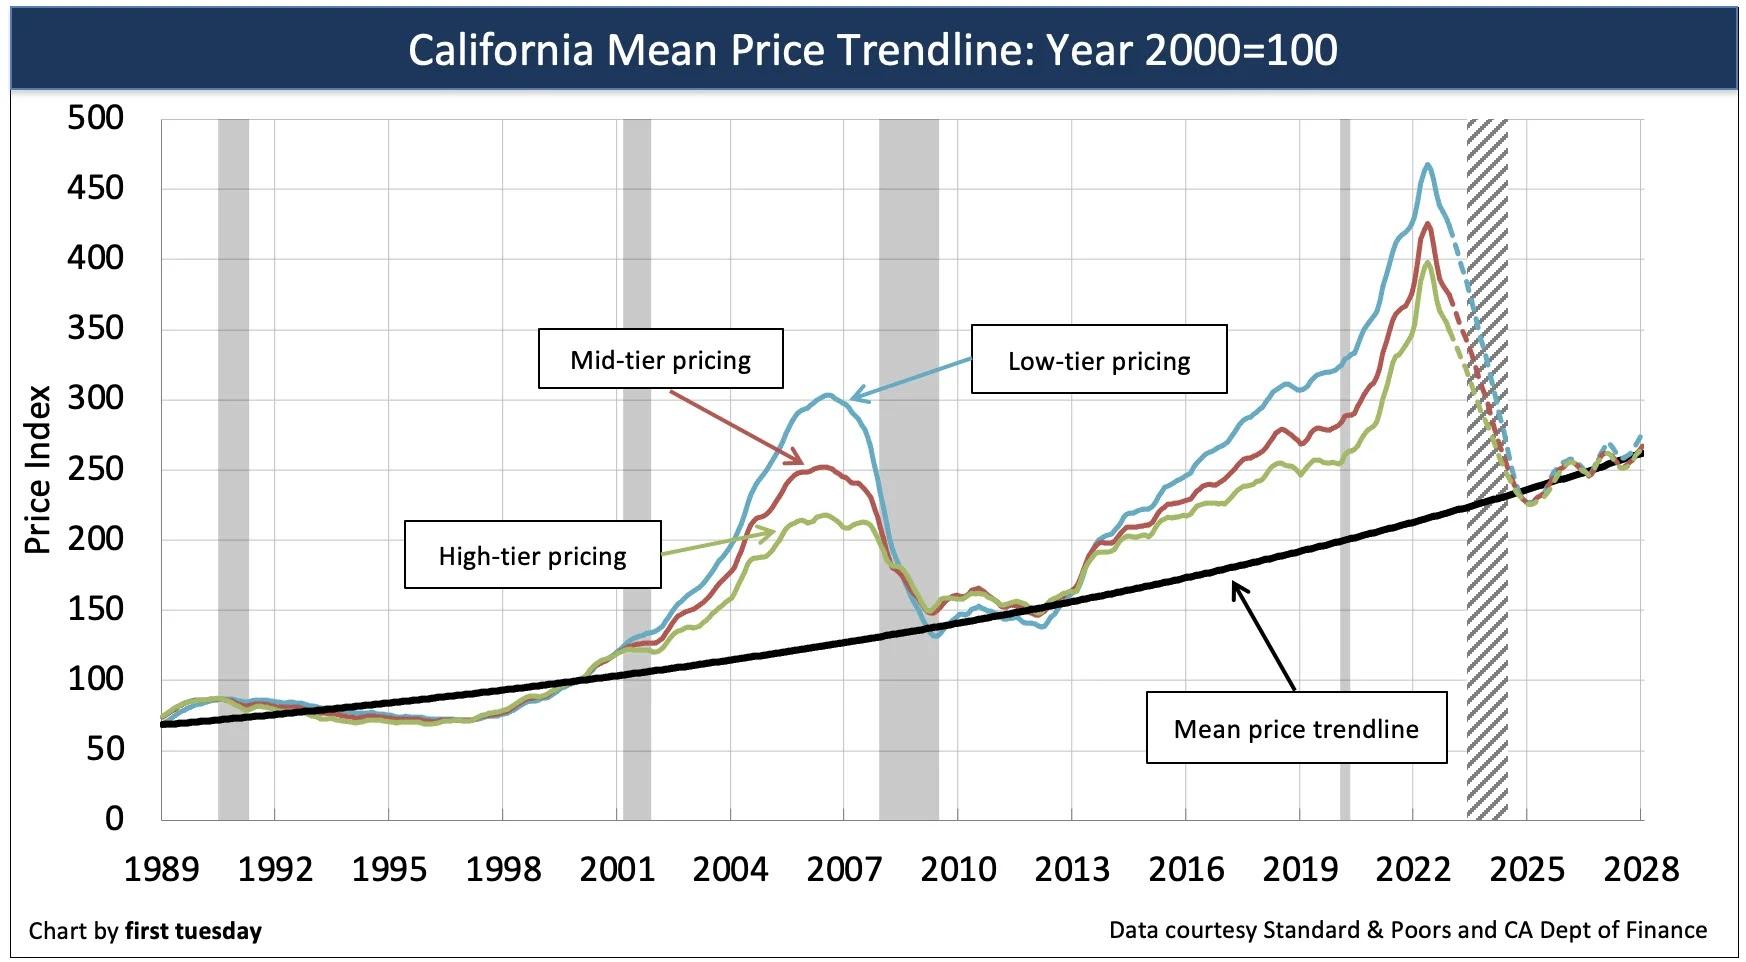 California Mean Price Trendline: Year 2000=100
Price Index
500
450
400
350
300
250
200
150
100
50
0
Mid-tier pricing
Low-tier pricing
High-tier pricing
Mean price trendline
1989 1992 1995 1998 2001 2004 2007 2010 2013 2016 2019 2022 2025 2028
Chart by first tuesday
Data courtesy Standard & Poors and CA Dept of Finance